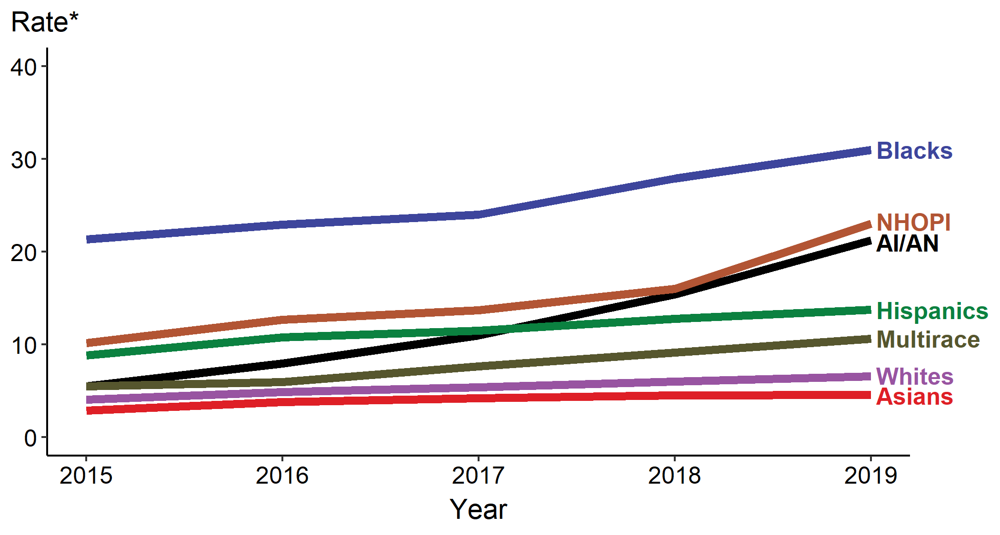 Rate*
40
30
20
10
0
Blacks
NHOPI
AI/AN
Hispanics
Multirace
Whites
Asians
2015 2016 2017 2018 2019
Year